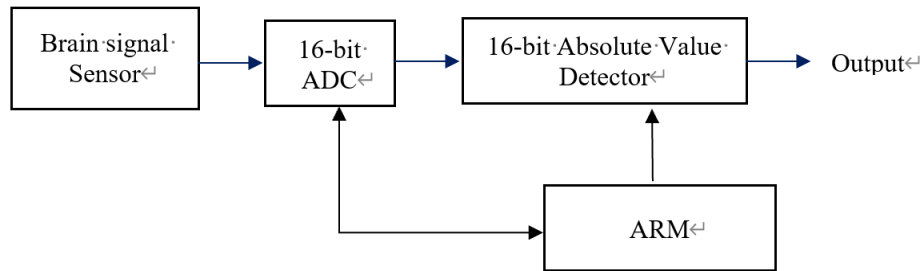 Brain signal
Sensor
16-bit
ADC
16-bit Absolute Value
Detector
Output
ARM